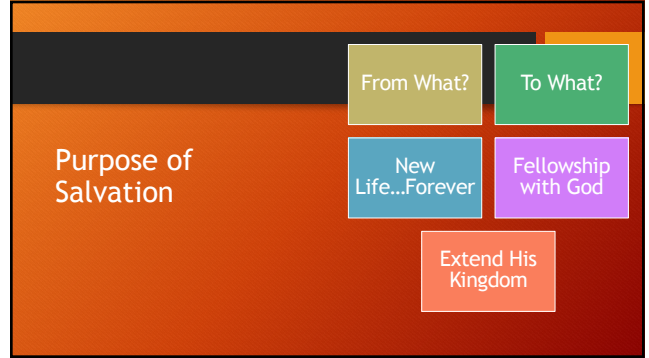 Purpose of
Salvation
From What?
To What?
New
Life…Forever
Fellowship
with God
Extend His
Kingdom